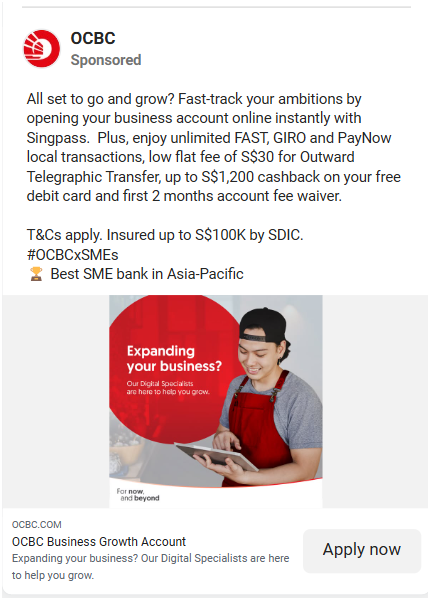 OCBC
Sponsored
All set to go and grow? Fast-track your ambitions by
opening your business account online instantly with
Singpass.  Plus, enjoy unlimited FAST, GIRO and PayNow
local transactions, low flat fee of S$30 for Outward
Telegraphic Transfer, up to S$1,200 cashback on your free
debit card and first 2 months account fee waiver.
T&Cs apply. Insured up to S$100K by SDIC.
#OCBCxSMEs
🏆 Best SME bank in Asia-Pacific
Expanding
your business?
Our Digital Specialists
are here to help you grow.
For now,
and beyond
OCBC.COM
OCBC Business Growth Account
Expanding your business? Our Digital Specialists are here
to help you grow.
Apply now